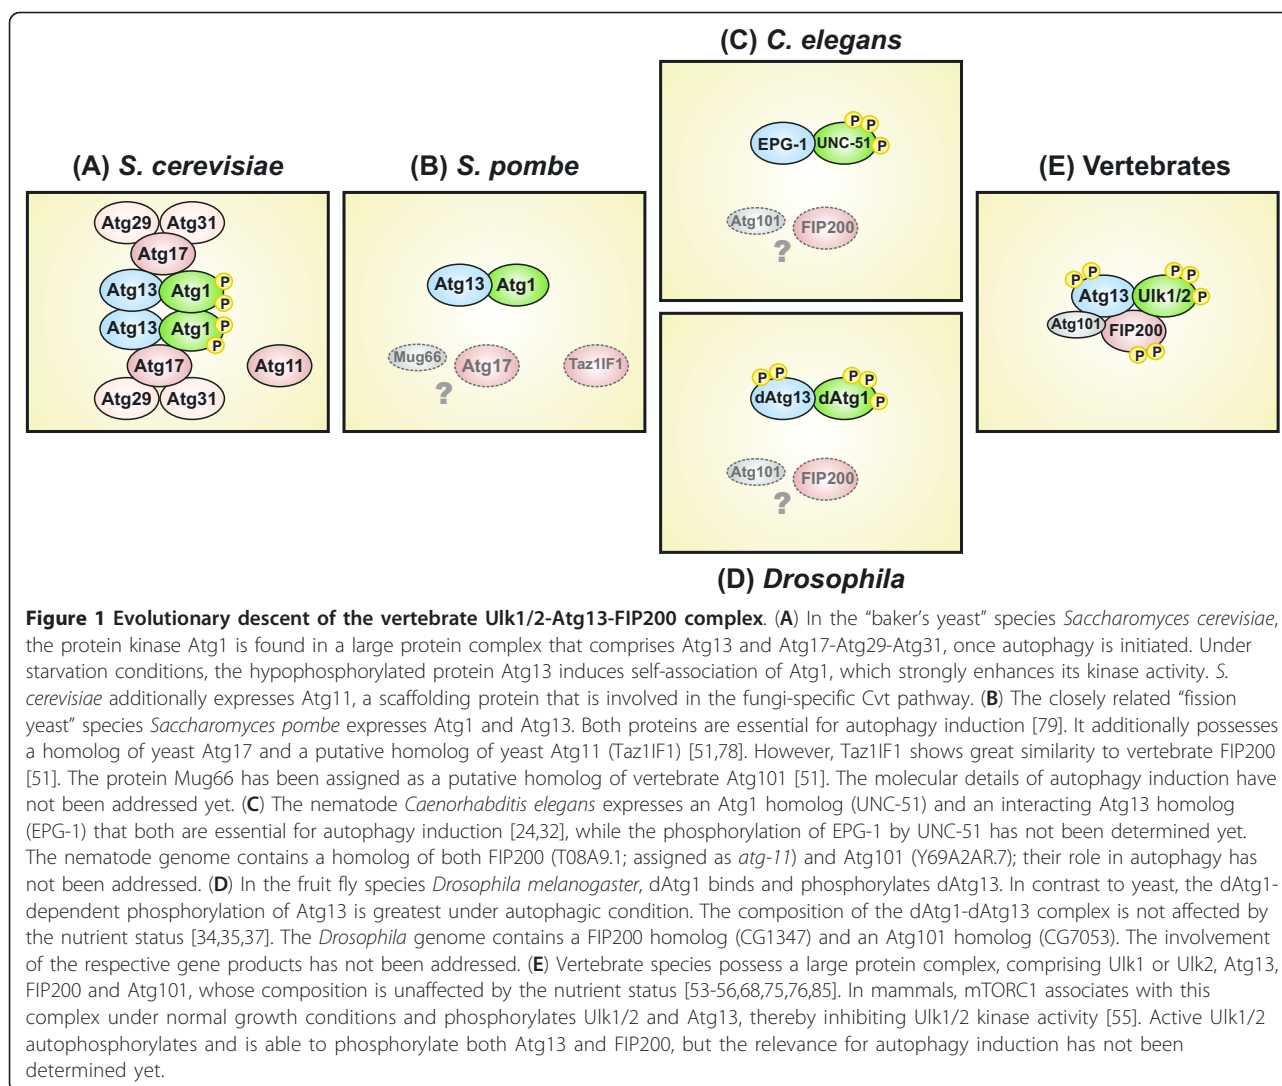 (C) C. elegans
EPG-1 UNC-51 P P P
Atg101 FIP200
?
(A) S. cerevisiae
Atg29 Atg31
Atg17
Atg13 Atg1 P P
Atg13 Atg1 P P
Atg17 Atg11
Atg29 Atg31
(B) S. pombe
Atg13 Atg1
Mug66 Atg17 Taz1IF1
?
P P P P P
dAtg13 dAtg1
Atg101 FIP200
?
(D) Drosophila
(E) Vertebrates
P P P P P
Atg13 Ulk1/2
Atg101 FIP200
P P
Figure 1 Evolutionary descent of the vertebrate Ulk1/2-Atg13-FIP200 complex. (A) In the “baker’s yeast” species Saccharomyces cerevisiae,
the protein kinase Atg1 is found in a large protein complex that comprises Atg13 and Atg17-Atg29-Atg31, once autophagy is initiated. Under
starvation conditions, the hypophosphorylated protein Atg13 induces self-association of Atg1, which strongly enhances its kinase activity. S.
cerevisiae additionally expresses Atg11, a scaffolding protein that is involved in the fungi-specific Cvt pathway. (B) The closely related “fission
yeast” species Saccharomyces pombe expresses Atg1 and Atg13. Both proteins are essential for autophagy induction [79]. It additionally possesses
a homolog of yeast Atg17 and a putative homolog of yeast Atg11 (Taz1IF1) [51,78]. However, Taz1IF1 shows great similarity to vertebrate FIP200
[51]. The protein Mug66 has been assigned as a putative homolog of vertebrate Atg101 [51]. The molecular details of autophagy induction have
not been addressed yet. (C) The nematode Caenorhabditis elegans expresses an Atg1 homolog (UNC-51) and an interacting Atg13 homolog
(EPG-1) that both are essential for autophagy induction [24,32], while the phosphorylation of EPG-1 by UNC-51 has not been determined yet.
The nematode genome contains a homolog of both FIP200 (T08A9.1; assigned as atg-11) and Atg101 (Y69A2AR.7); their role in autophagy has
not been addressed. (D) In the fruit fly species Drosophila melanogaster, dAtg1 binds and phosphorylates dAtg13. In contrast to yeast, the dAtg1-
dependent phosphorylation of Atg13 is greatest under autophagic condition. The composition of the dAtg1-dAtg13 complex is not affected by
the nutrient status [34,35,37]. The Drosophila genome contains a FIP200 homolog (CG1347) and an Atg101 homolog (CG7053). The involvement
of the respective gene products has not been addressed. (E) Vertebrate species possess a large protein complex, comprising Ulk1 or Ulk2, Atg13,
FIP200 and Atg101, whose composition is unaffected by the nutrient status [53-56,68,75,76,85]. In mammals, mTORC1 associates with this
complex under normal growth conditions and phosphorylates Ulk1/2 and Atg13, thereby inhibiting Ulk1/2 kinase activity [55]. Active Ulk1/2
autophosphorylates and is able to phosphorylate both Atg13 and FIP200, but the relevance for autophagy induction has not been
determined yet.